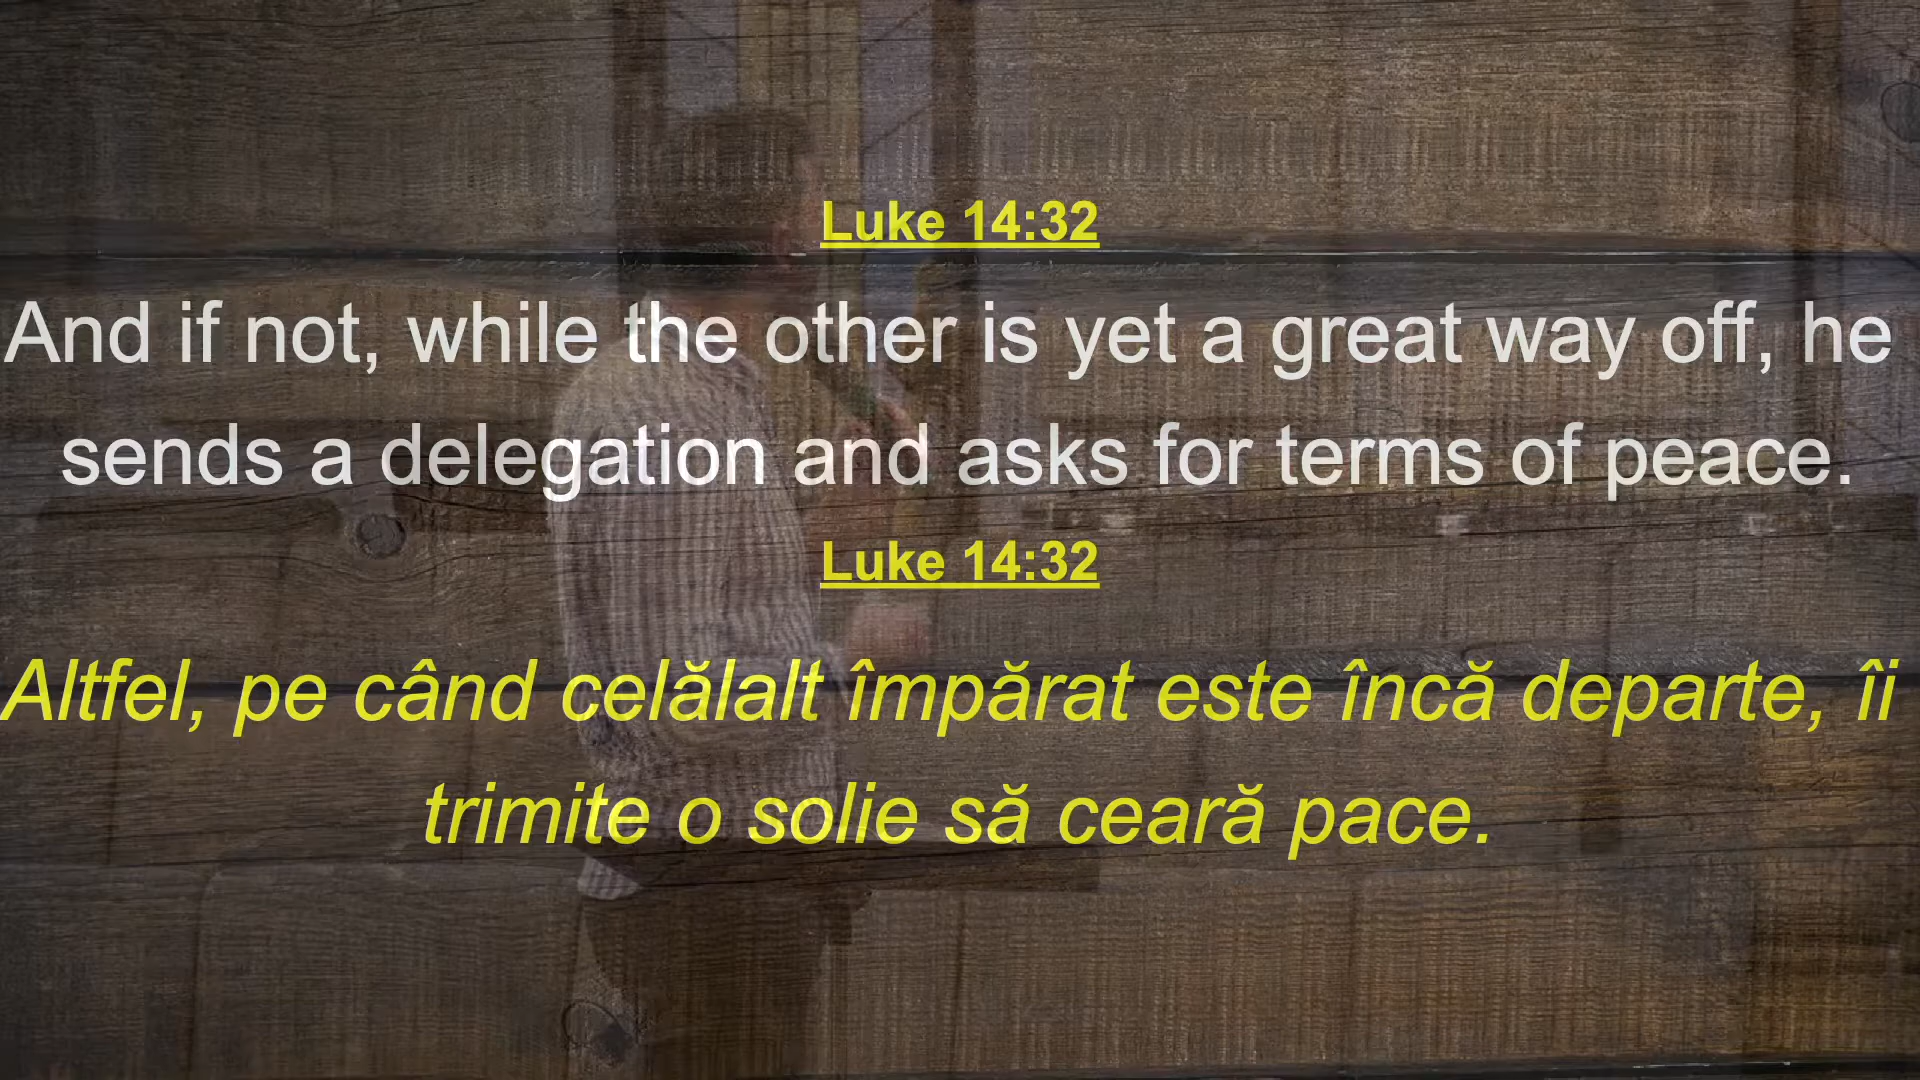 Luke 14:32
And if not, while the other is yet a great way off, he
sends a delegation and asks for terms of peace.
Luke 14:32
Altfel, pe când celălalt împărat este încă departe, îi
trimite o solie să ceară pace.